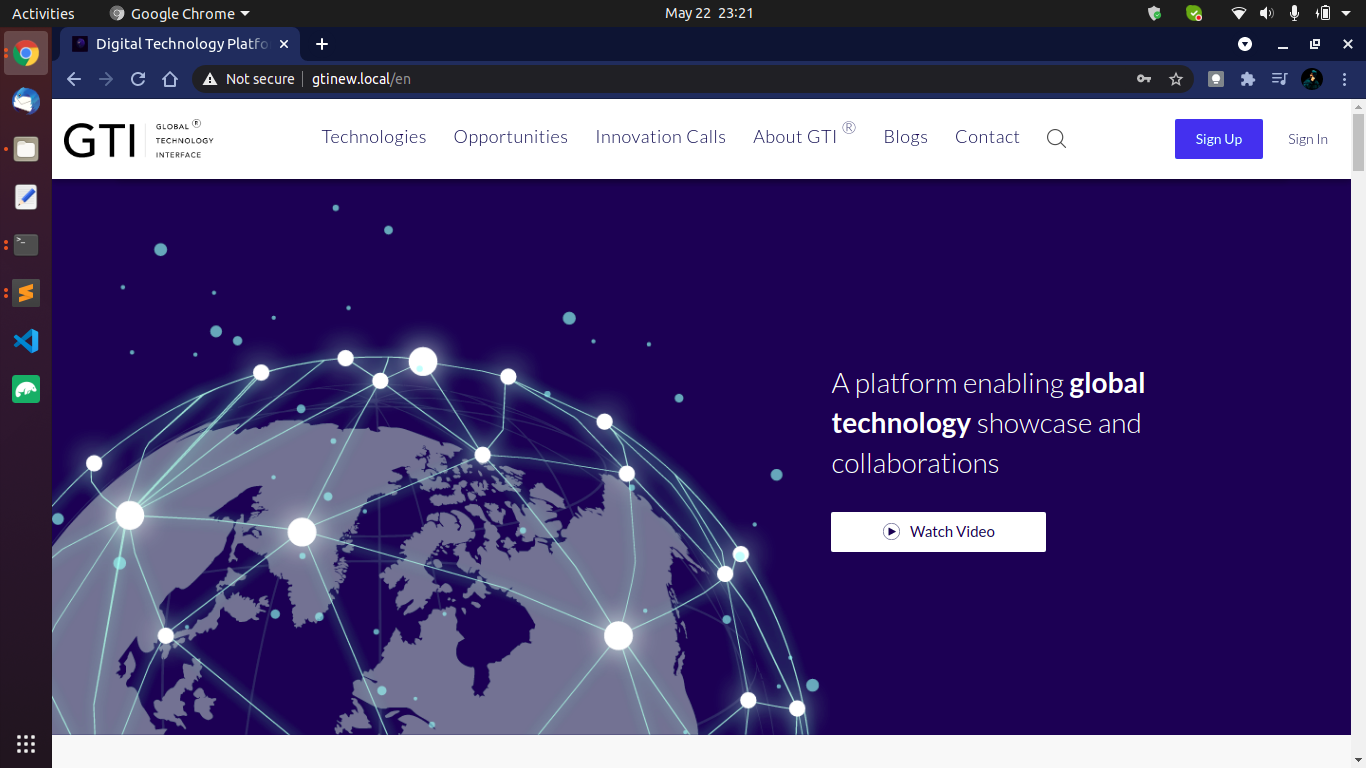 Activities
Google Chrome
May 22 23:21
Digital Technology Platfo
Not secure
gtinew.local/en
GTI
GLOBAL ®
TECHNOLOGY
INTERFACE
Technologies
Opportunities
Innovation Calls
About GTI ®
Blogs
Contact
Sign Up
Sign In
A platform enabling global
technology showcase and
collaborations
Watch Video